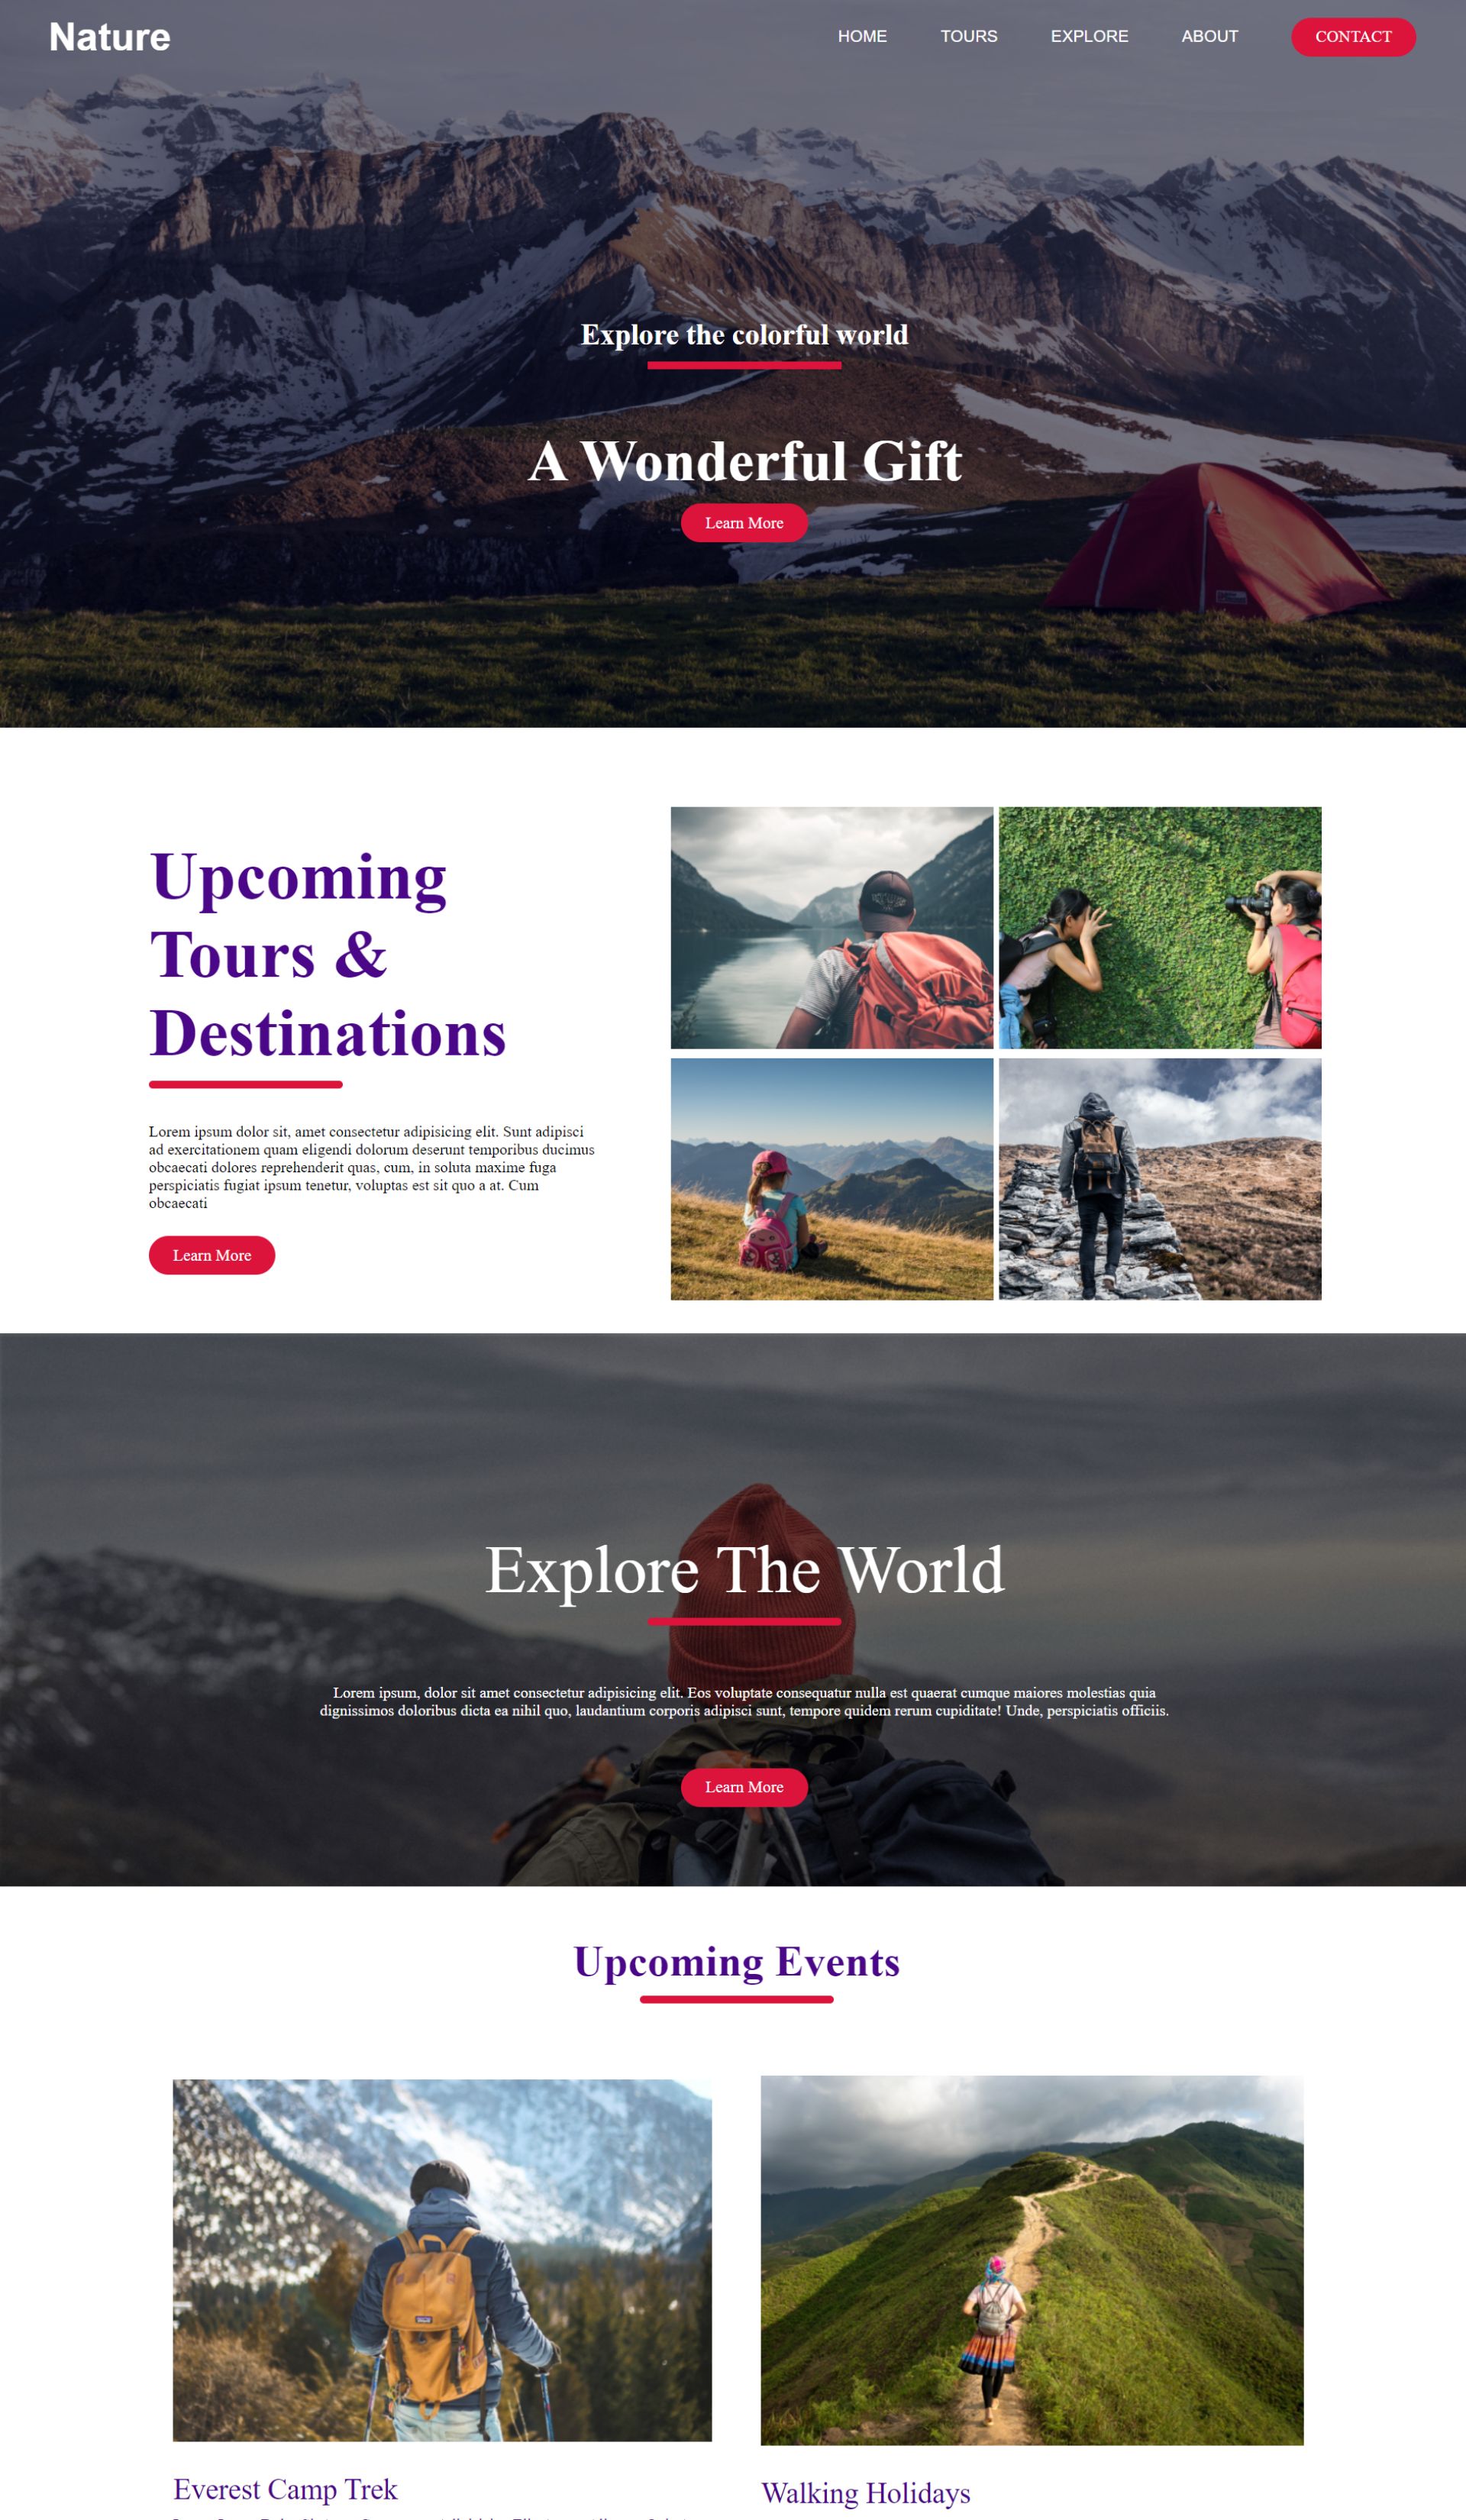 Nature
HOME TOURS EXPLORE ABOUT CONTACT
Explore the colorful world
A Wonderful Gift
Learn More
Upcoming
Tours &
Destinations
Lorem ipsum dolor sit, amet consectetur adipisicing elit. Sunt adipisci
ad exercitationem quam eligendi dolorum deserunt temporibus ducimus
obcaecati dolores reprehenderit quas, cum, in soluta maxime fuga
perspiciatis fugiat ipsum tenetur, voluptas est sit quo a at. Cum
obcaecati
Learn More
Explore The World
Lorem ipsum, dolor sit amet consectetur adipisicing elit. Eos voluptate consequatur nulla est quaerat cumque maiores molestias quia
dignissimos doloribus dicta ea nihil quo, laudantium corporis adipisci sunt, tempore quidem rerum cupiditate! Unde, perspiciatis officiis.
Learn More
Upcoming Events
Everest Camp Trek
Walking Holidays